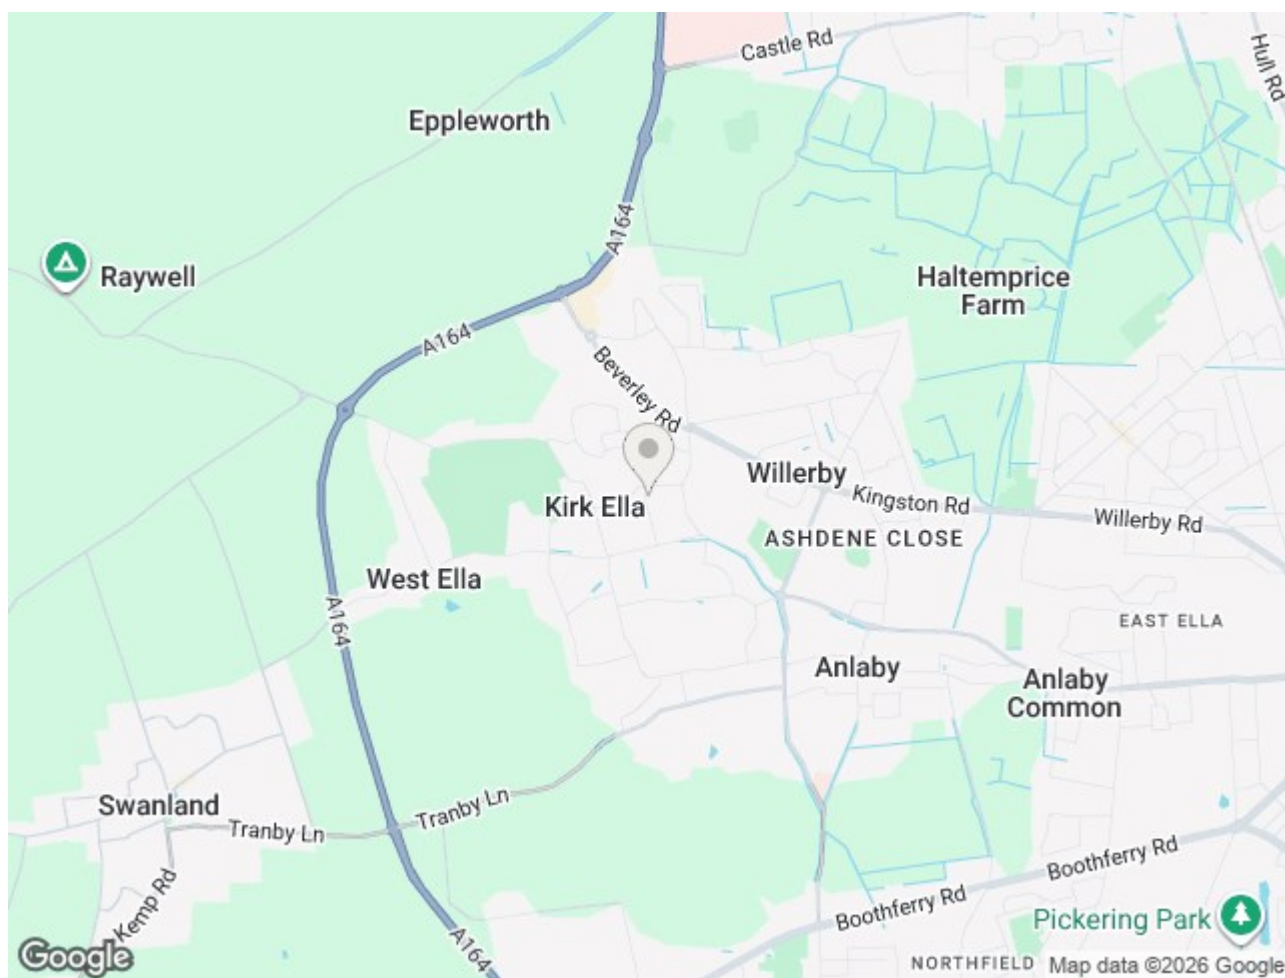 Castle Rd
Hull Rd
Eppleworth
A164
Raywell
Haltemprice
Farm
A164
Beverley Rd
Willerby
Kirk Ella
Kingston Rd
Willerby Rd
ASHDENE CLOSE
West Ella
A164
EAST ELLA
Anlaby
Anlaby
Common
Swanland
Tranby Ln
Tranby Ln
Kemp Rd
Boothferry Rd
Boothferry Rd
Pickering Park
A164
Google
NORTHFIELD
Map data ©2026 Google